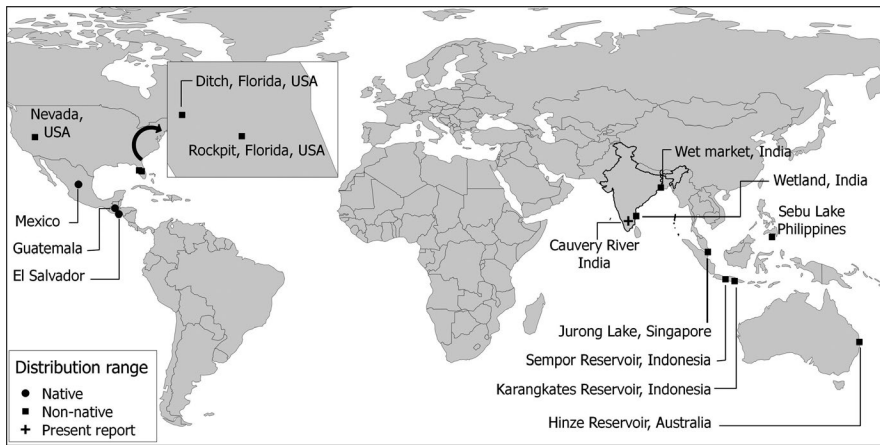 Ditch, Florida, USA
Nevada,
USA
Rockpit, Florida, USA
Mexico
Guatemala
El Salvador
Wet market, India
Wetland, India
Sebu Lake
Philippines
Cauvery River
India
Jurong Lake, Singapore
Sempor Reservoir, Indonesia
Karangkates Reservoir, Indonesia
Hinze Reservoir, Australia
Distribution range
Native
Non-native
Present report